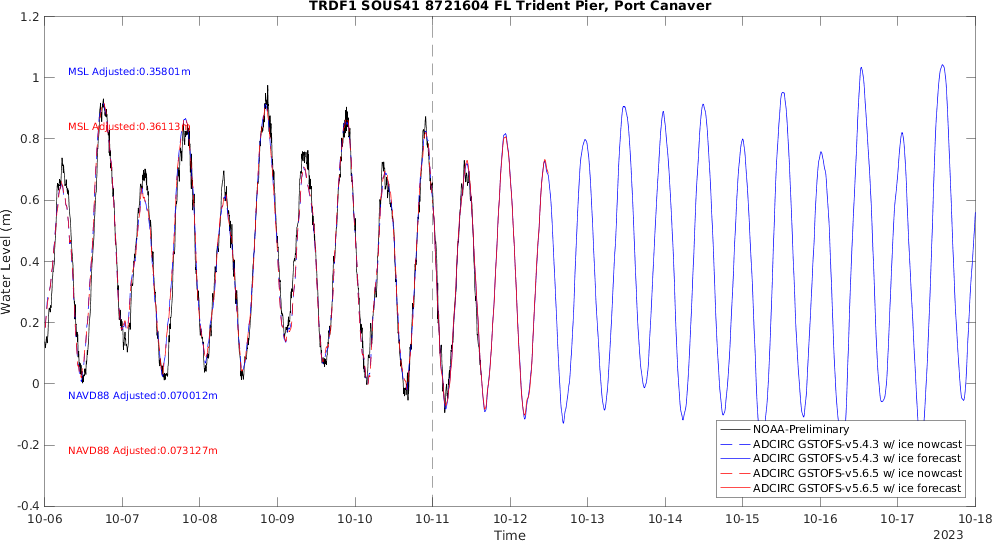 TRDF1 SOUS41 8721604 FL Trident Pier, Port Canaver
1.2
1
0.8
0.6
0.4
0.2
0
-0.2
-0.4
Water Level (m)
MSL Adjusted:0.35801m
MSL Adjusted:0.36113m
NAVD88 Adjusted:0.070012m
NAVD88 Adjusted:0.073127m
NOAA-Preliminary
ADCIRC GSTOFS-v5.4.3 w/ ice nowcast
ADCIRC GSTOFS-v5.4.3 w/ ice forecast
ADCIRC GSTOFS-v5.6.5 w/ ice nowcast
ADCIRC GSTOFS-v5.6.5 w/ ice forecast
10-06 10-07 10-08 10-09 10-10 10-11 10-12 10-13 10-14 10-15 10-16 10-17 10-18
Time
2023